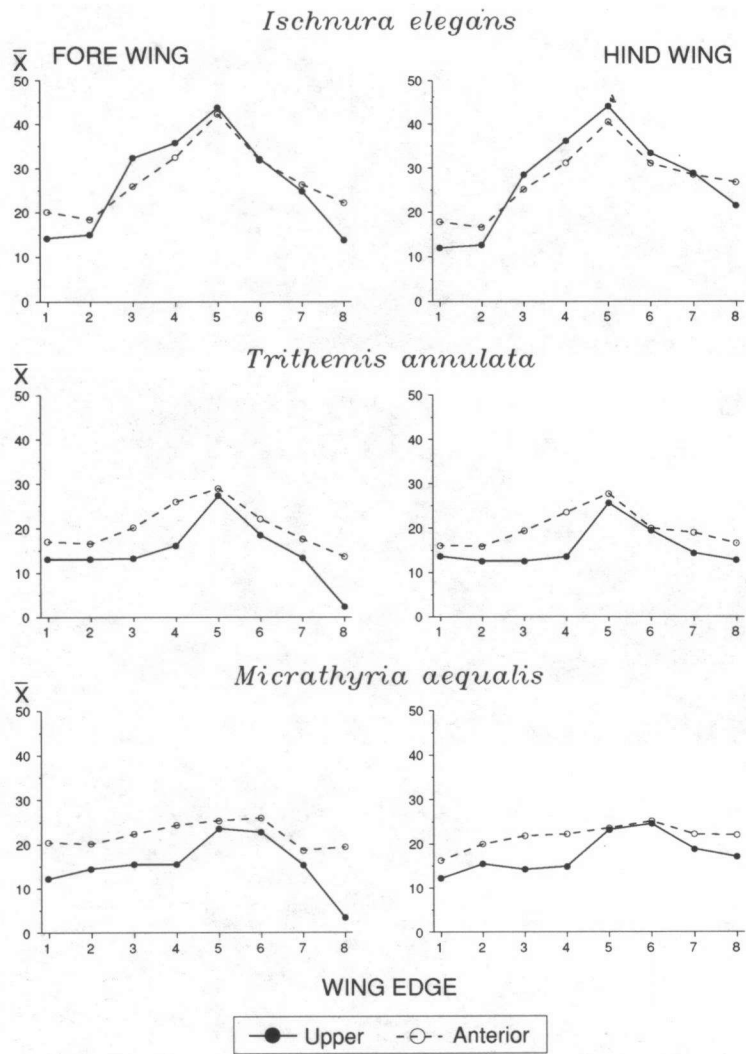 Ischnura elegans
X̅ FORE WING HIND WING
50 50
40 40
30 30
20 20
10 10
0 0
1 2 3 4 5 6 7 8 1 2 3 4 5 6 7 8
Trithemis annulata
X̅
50 50
40 40
30 30
20 20
10 10
0 0
1 2 3 4 5 6 7 8 1 2 3 4 5 6 7 8
Micrathyria aequalis
X̅
50 50
40 40
30 30
20 20
10 10
0 0
1 2 3 4 5 6 7 8 1 2 3 4 5 6 7 8
WING EDGE
Upper Anterior